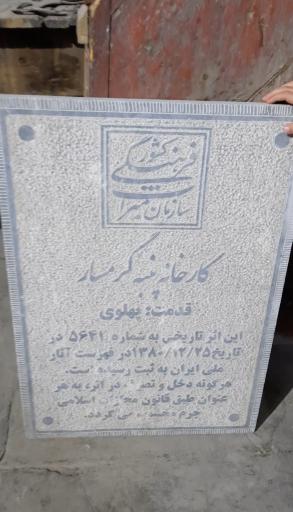 سازمان میراث فرهنگی کشور
کارخانه پنبه گرمسار
قدمت: پهلوی
این اثر تاریخی به شماره ۵۶۴۱ در
تاریخ ۱۳۸۰/۱۲/۲۵ در فهرست آثار
ملی ایران به ثبت رسیده است.
هرگونه دخل و تصرف در اثر، به هر
عنوان طبق قانون مجازات اسلامی
جرم محسوب می گردد.